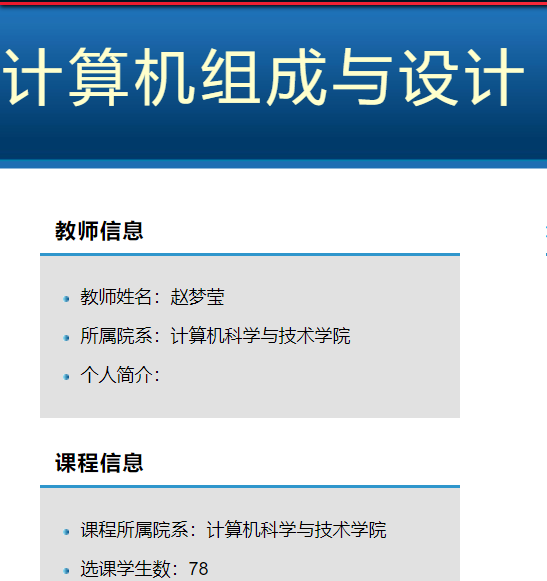 计算机组成与设计
教师信息
教师姓名：赵梦莹
所属院系：计算机科学与技术学院
个人简介：
课程信息
课程所属院系：计算机科学与技术学院
选课学生数：78